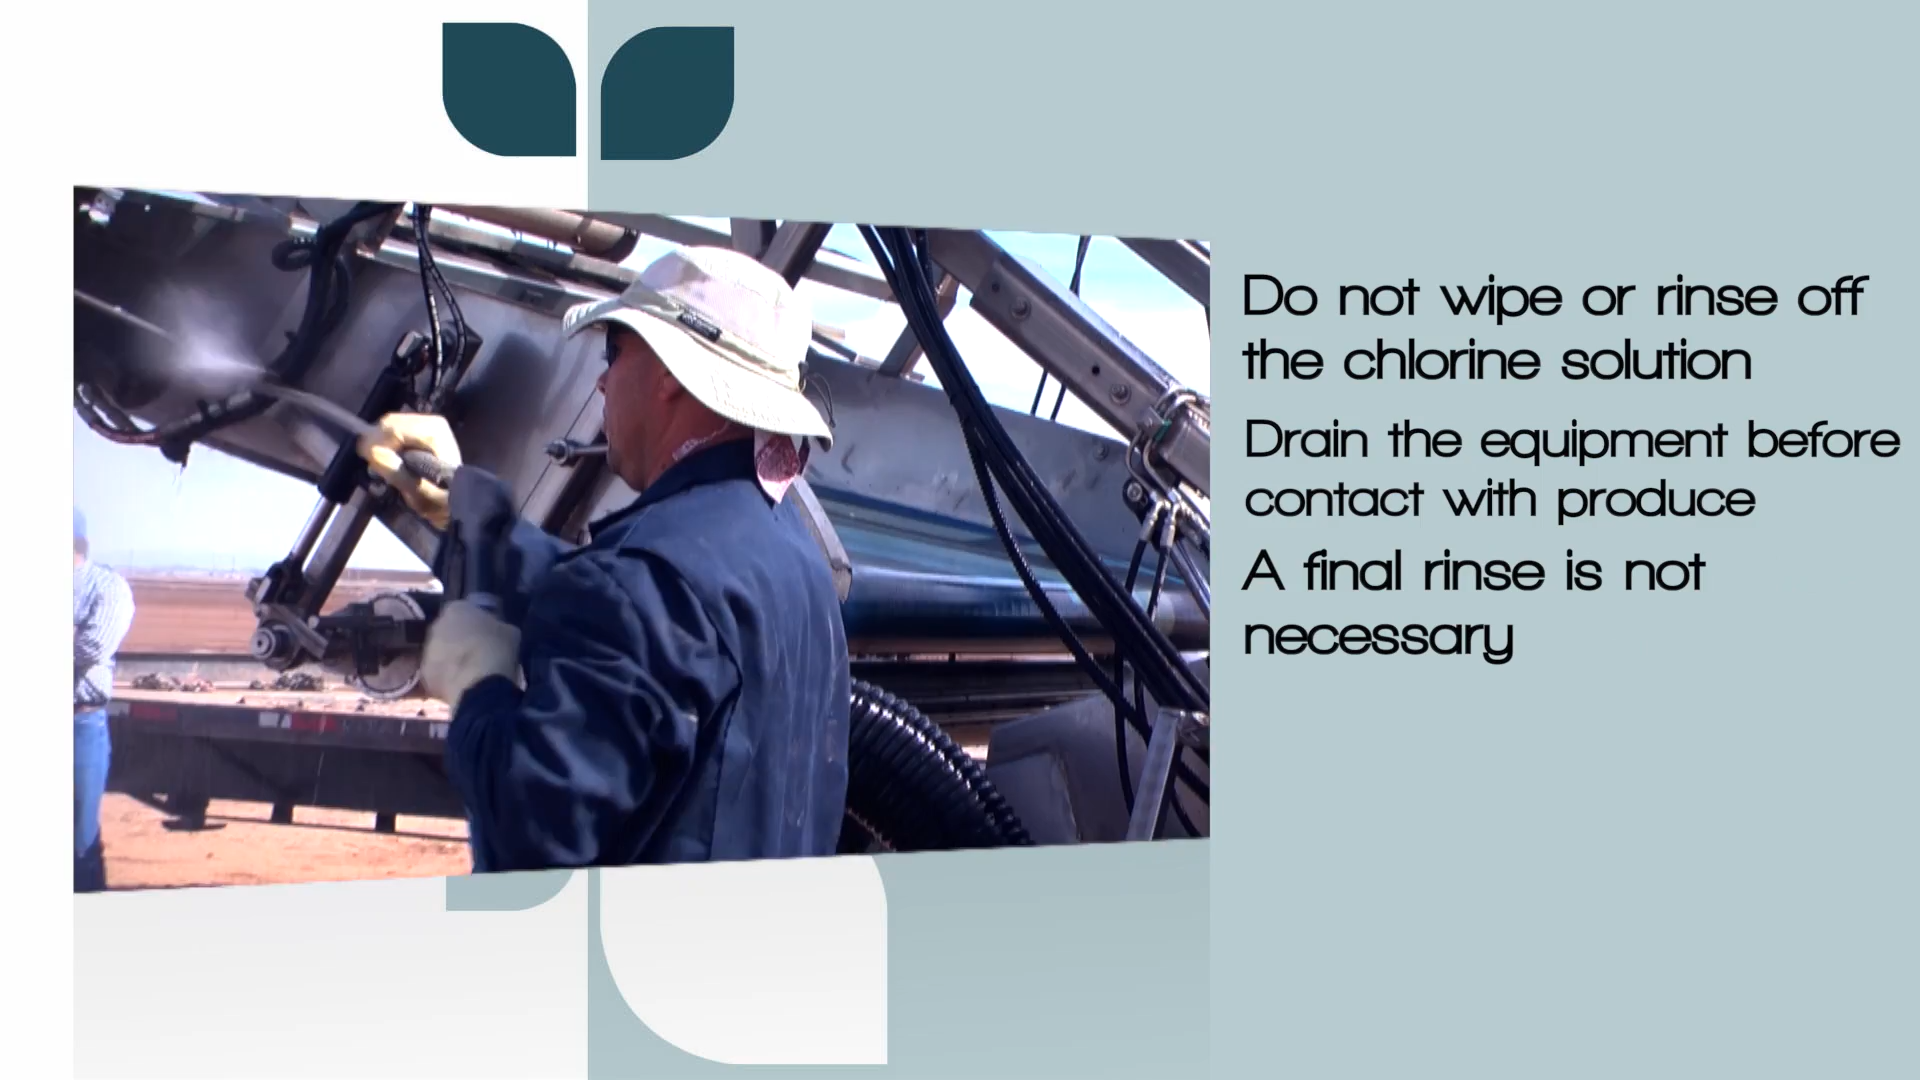 Do not wipe or rinse off
the chlorine solution
Drain the equipment before
contact with produce
A final rinse is not
necessary